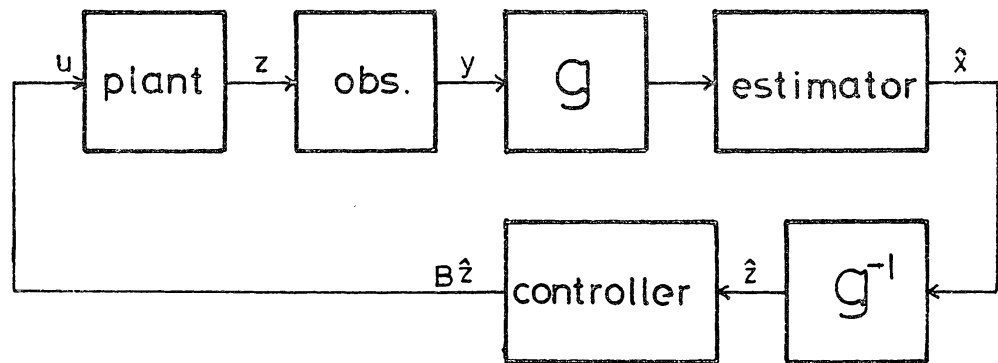 u plant z obs. y g estimator x̂
Bẑ controller ẑ g⁻¹